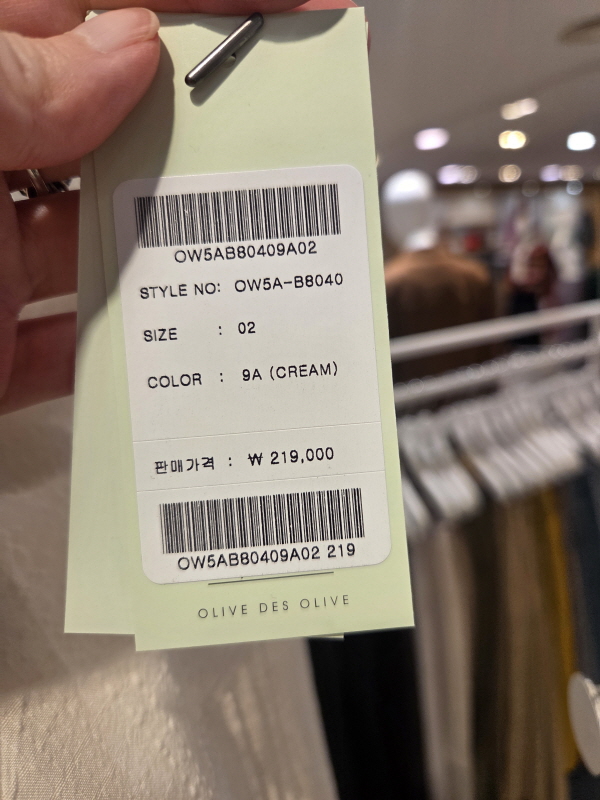 OW5AB80409A02
STYLE NO: OW5A-B8040
SIZE : 02
COLOR : 9A (CREAM)
판매가격 : ₩ 219,000
OW5AB80409A02 219
OLIVE DES OLIVE